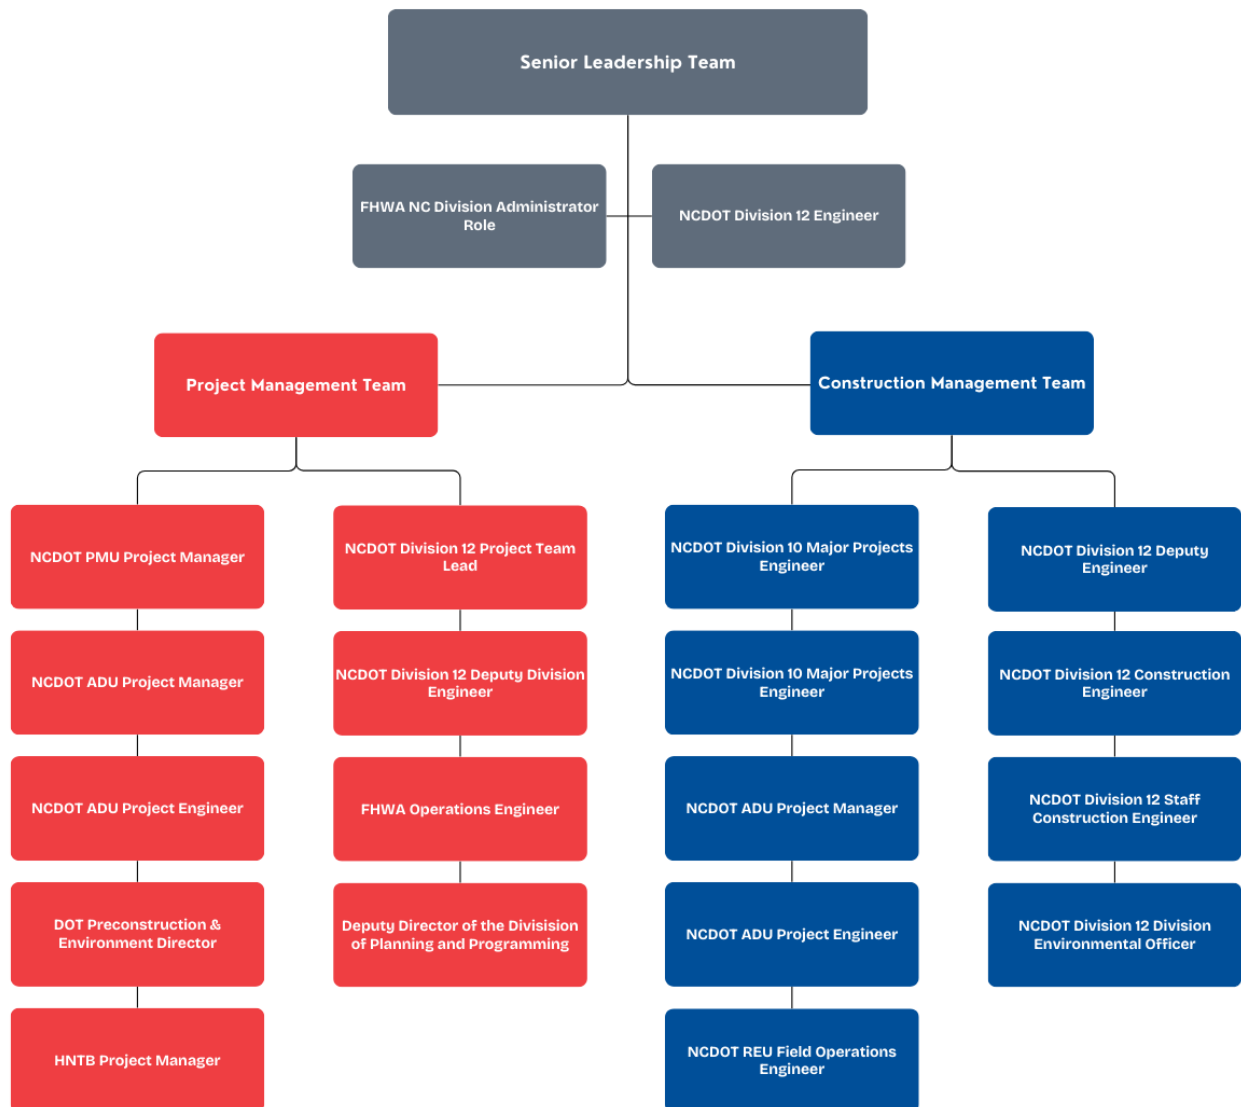 Senior Leadership Team
FHWA NC Division Administrator
Role
NCDOT Division 12 Engineer
Project Management Team
Construction Management Team
NCDOT PMU Project Manager
NCDOT ADU Project Manager
NCDOT ADU Project Engineer
DOT Preconstruction &
Environment Director
HNTB Project Manager
NCDOT Division 12 Project Team
Lead
NCDOT Division 12 Deputy Division
Engineer
FHWA Operations Engineer
Deputy Director of the Divisision
of Planning and Programming
NCDOT Division 10 Major Projects
Engineer
NCDOT Division 10 Major Projects
Engineer
NCDOT ADU Project Manager
NCDOT ADU Project Engineer
NCDOT REU Field Operations
Engineer
NCDOT Division 12 Deputy
Engineer
NCDOT Division 12 Construction
Engineer
NCDOT Division 12 Staff
Construction Engineer
NCDOT Division 12 Division
Environmental Officer